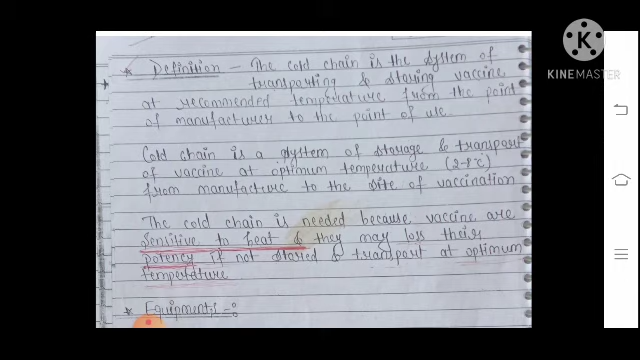 * Definition - The cold chain is the system of
transporting & storing vaccine
at recommended temperature from the point
of manufacturer to the point of use.
Cold chain is a system of storage & transport
of vaccine at optimum temperature (2-8°c)
from manufacture to the site of vaccination
The cold chain is needed because vaccine are
sensitive to heat & they may loss their
potency if not stored & transport at optimum
temperature
* Equipments -:
KINEMASTER